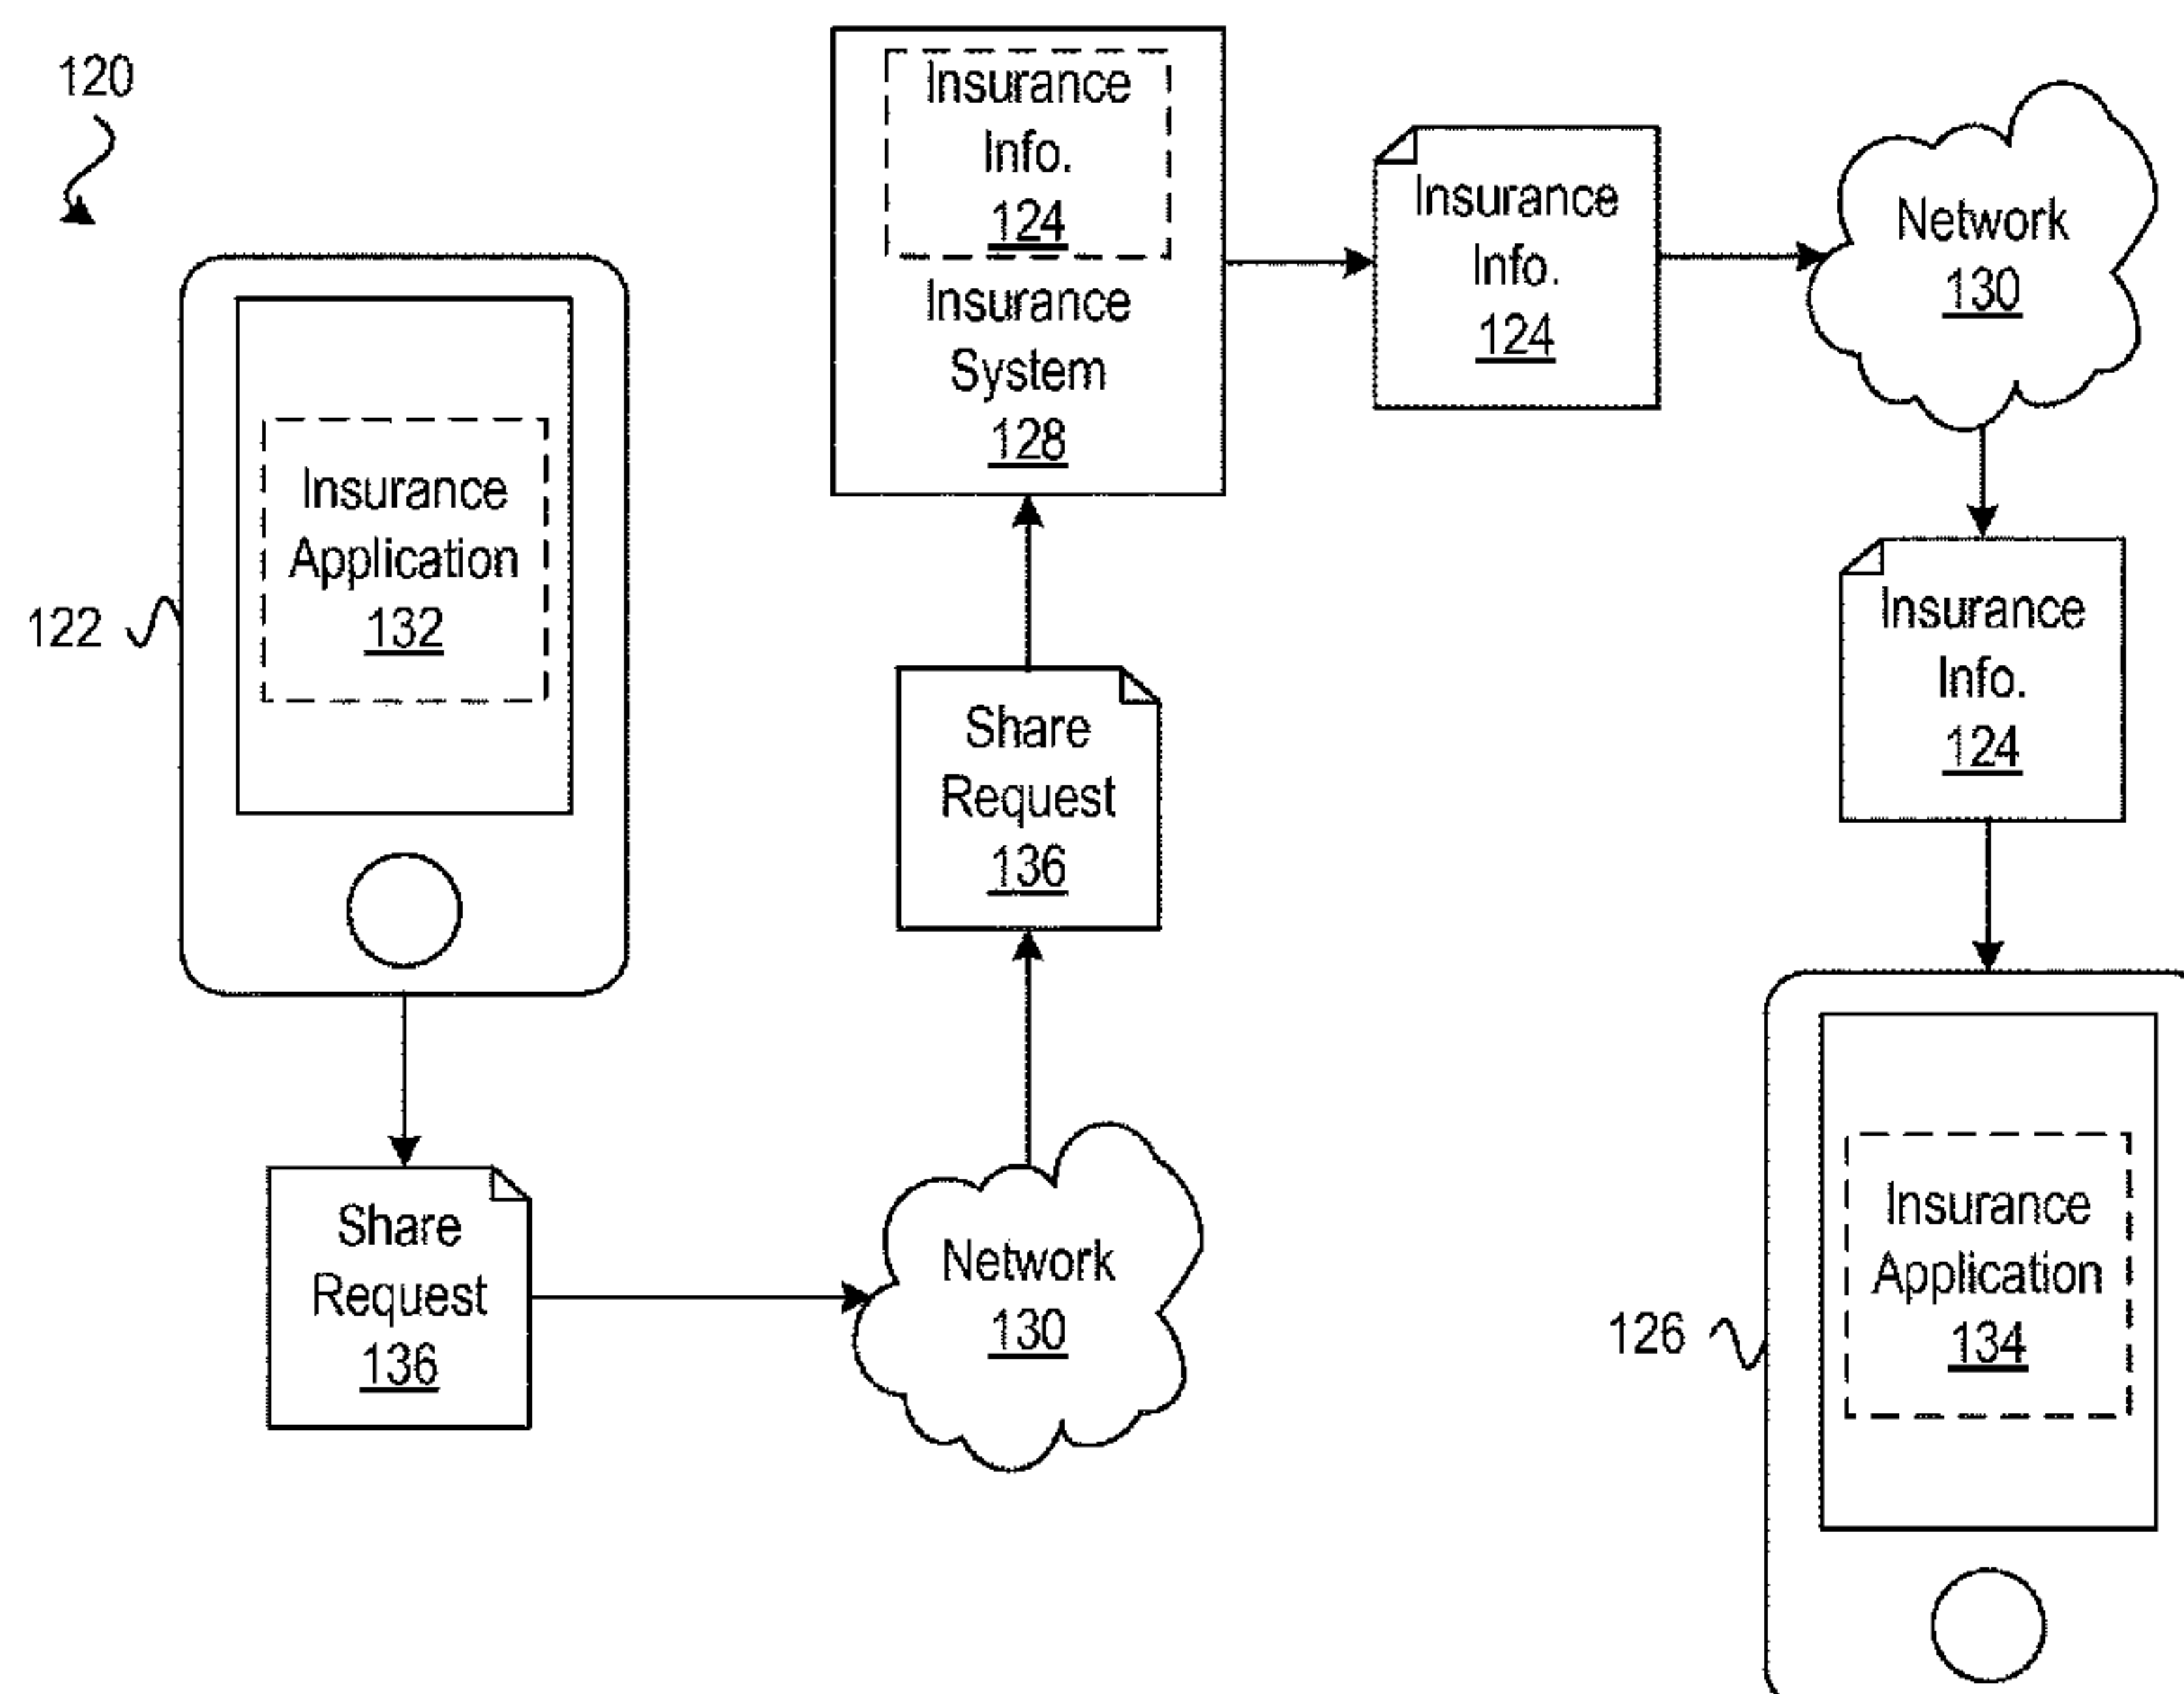 120
122
Insurance
Application
132
Share
Request
136
Network
130
Share
Request
136
Insurance
Info.
124
Insurance
System
128
Insurance
Info.
124
Network
130
Insurance
Info.
124
126
Insurance
Application
134